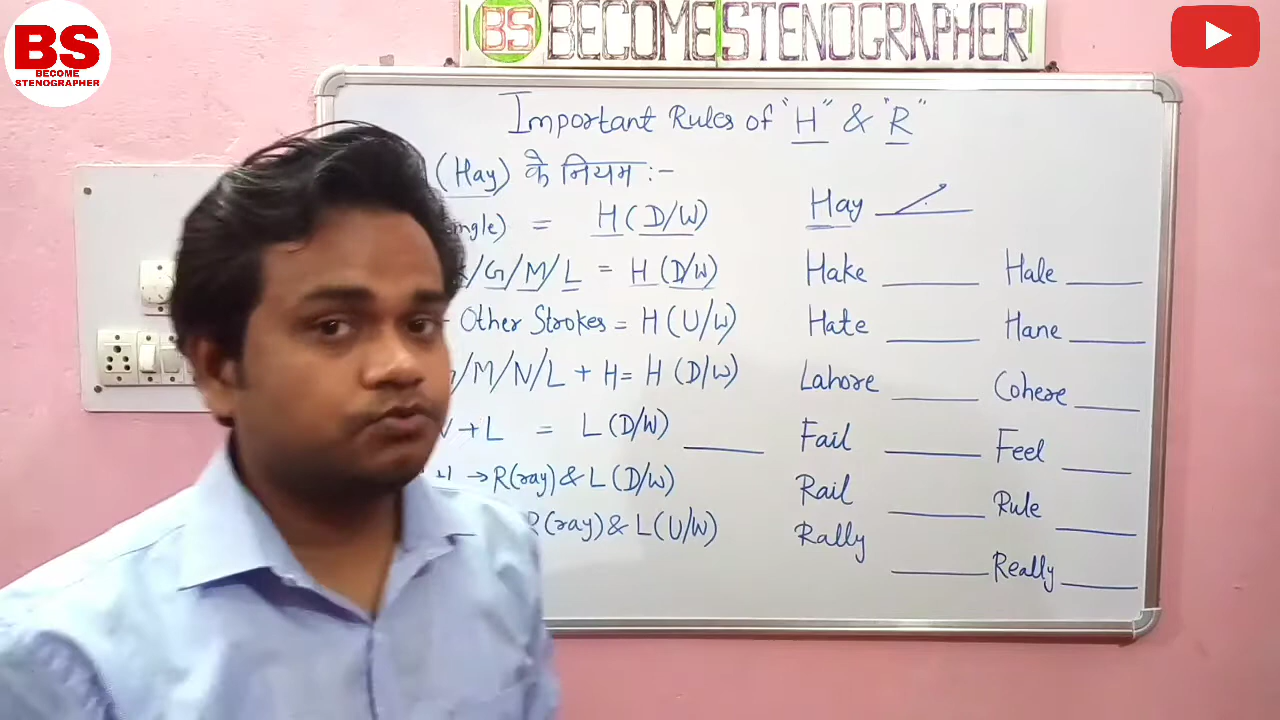 BS
BECOME
STENOGRAPHER
BS BECOME STENOGRAPHER
Important Rules of "H" & "R"
(Hay) के नियम :-
= H (D/W)
Hay
/G/M/L = H (D/W)
Hake Hale
Other Strokes = H (U/W)
Hate Hane
/M/N/L + H = H (D/W)
Lahore Cohere
+ L = L (D/W)
Fail Feel
→ R(ray) & L (D/W)
Rail Rule
R(ray) & L (U/W)
Rally Really